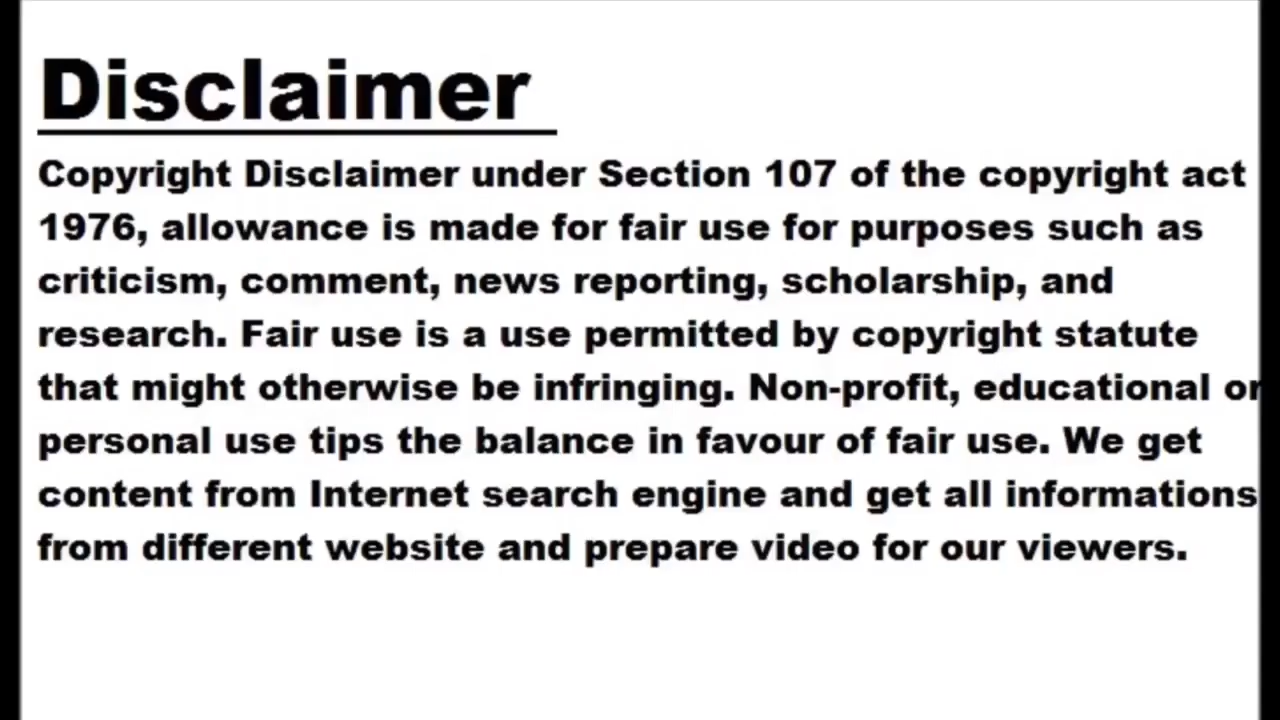 Disclaimer
Copyright Disclaimer under Section 107 of the copyright act
1976, allowance is made for fair use for purposes such as
criticism, comment, news reporting, scholarship, and
research. Fair use is a use permitted by copyright statute
that might otherwise be infringing. Non-profit, educational or
personal use tips the balance in favour of fair use. We get
content from Internet search engine and get all informations
from different website and prepare video for our viewers.